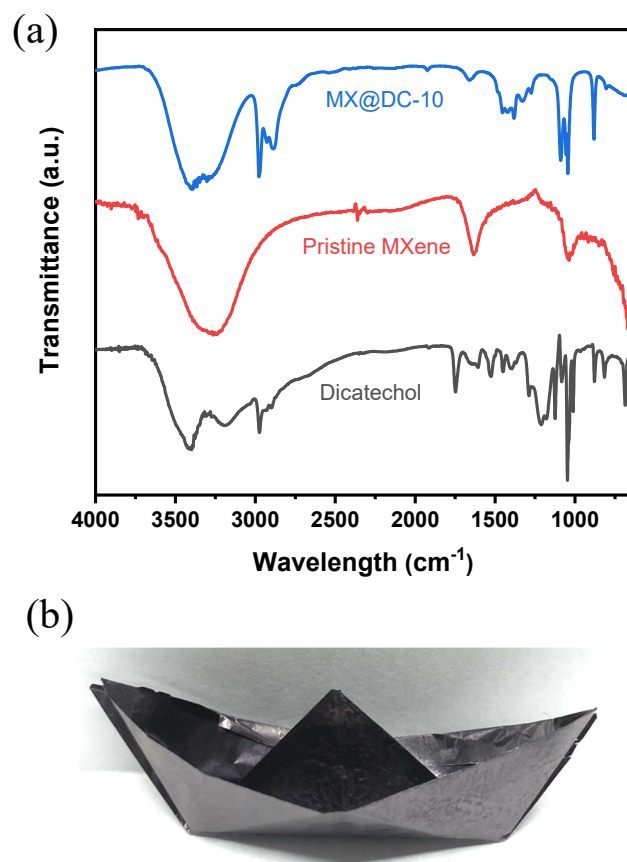 (a)
Transmittance (a.u.)
MX@DC-10
Pristine MXene
Dicatechol
4000 3500 3000 2500 2000 1500 1000
Wavelength (cm⁻¹)
(b)